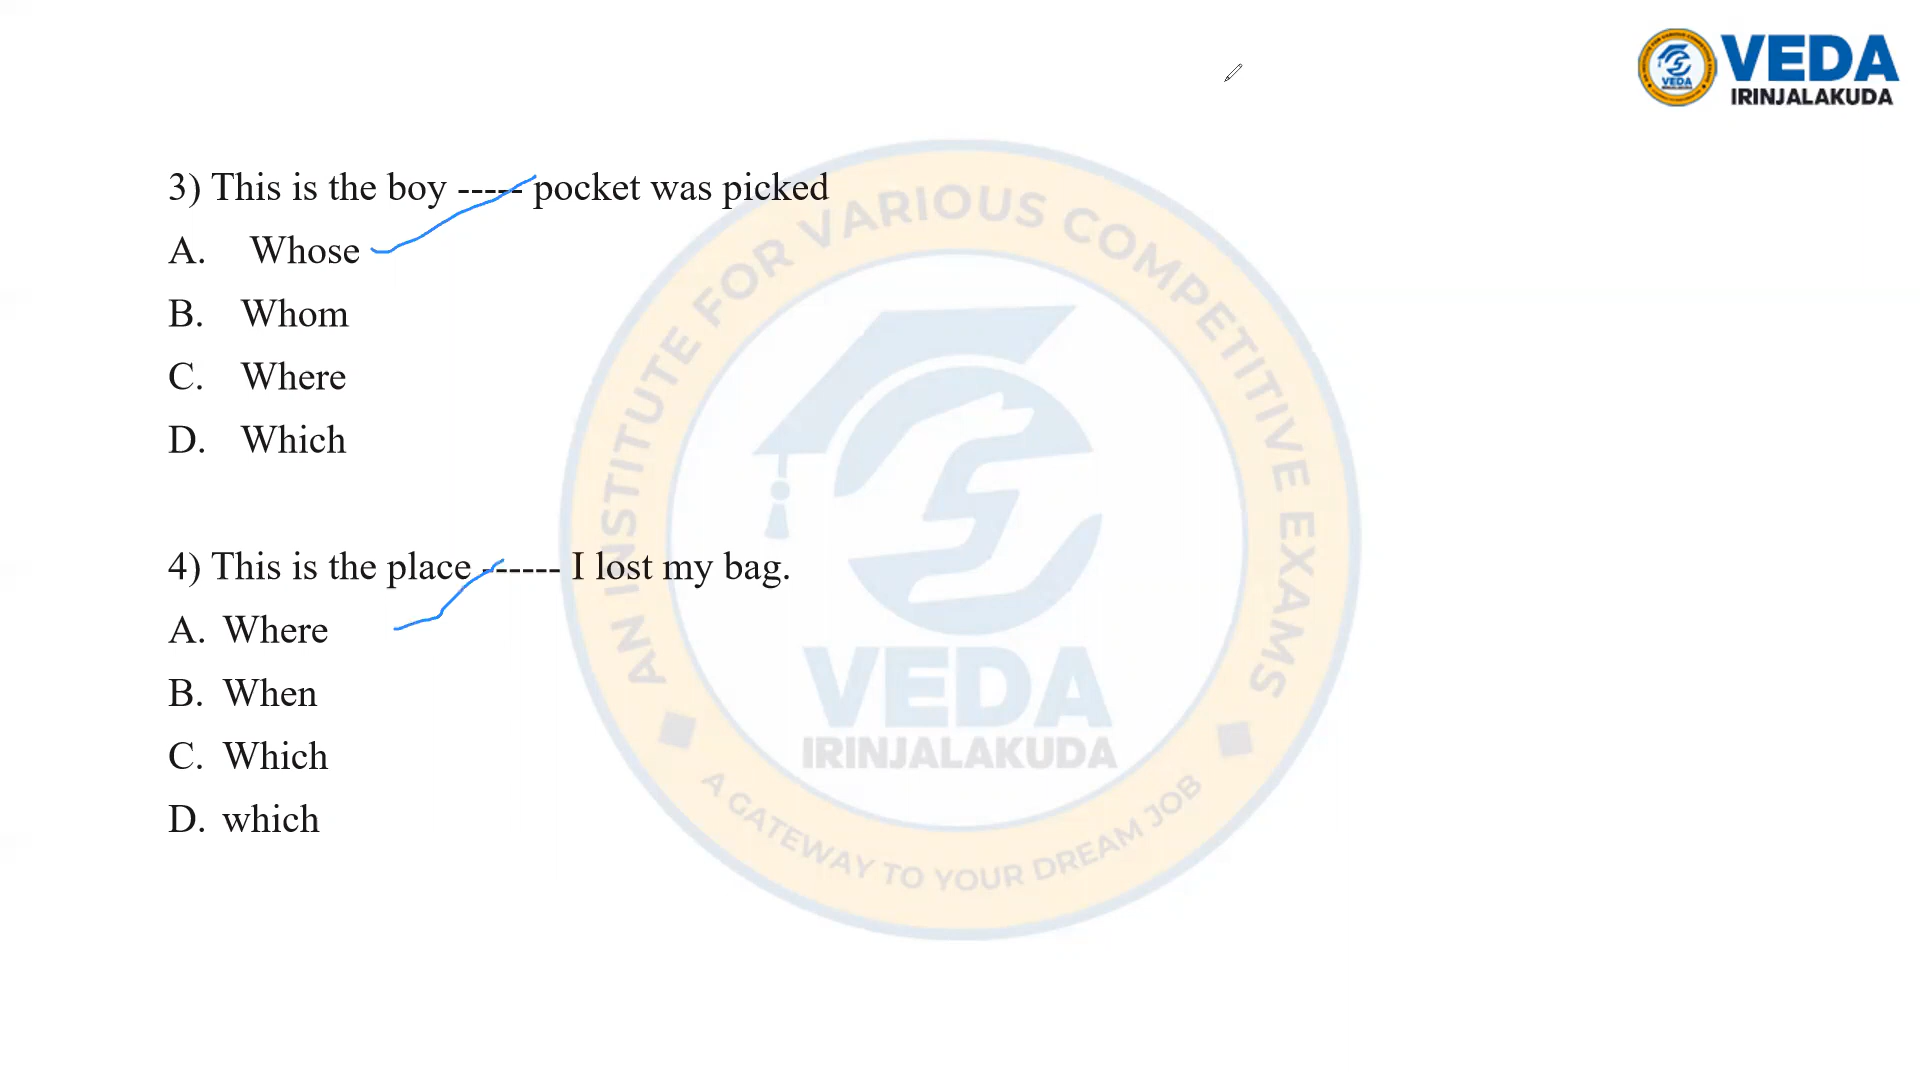 VEDA
IRINJALAKUDA
3) This is the boy ----- pocket was picked
A. Whose
B. Whom
C. Where
D. Which
4) This is the place ------ I lost my bag.
A. Where
B. When
C. Which
D. which
AN INSTITUTE FOR VARIOUS COMPETITIVE EXAMS
VEDA
IRINJALAKUDA
A GATEWAY TO YOUR DREAM JOB